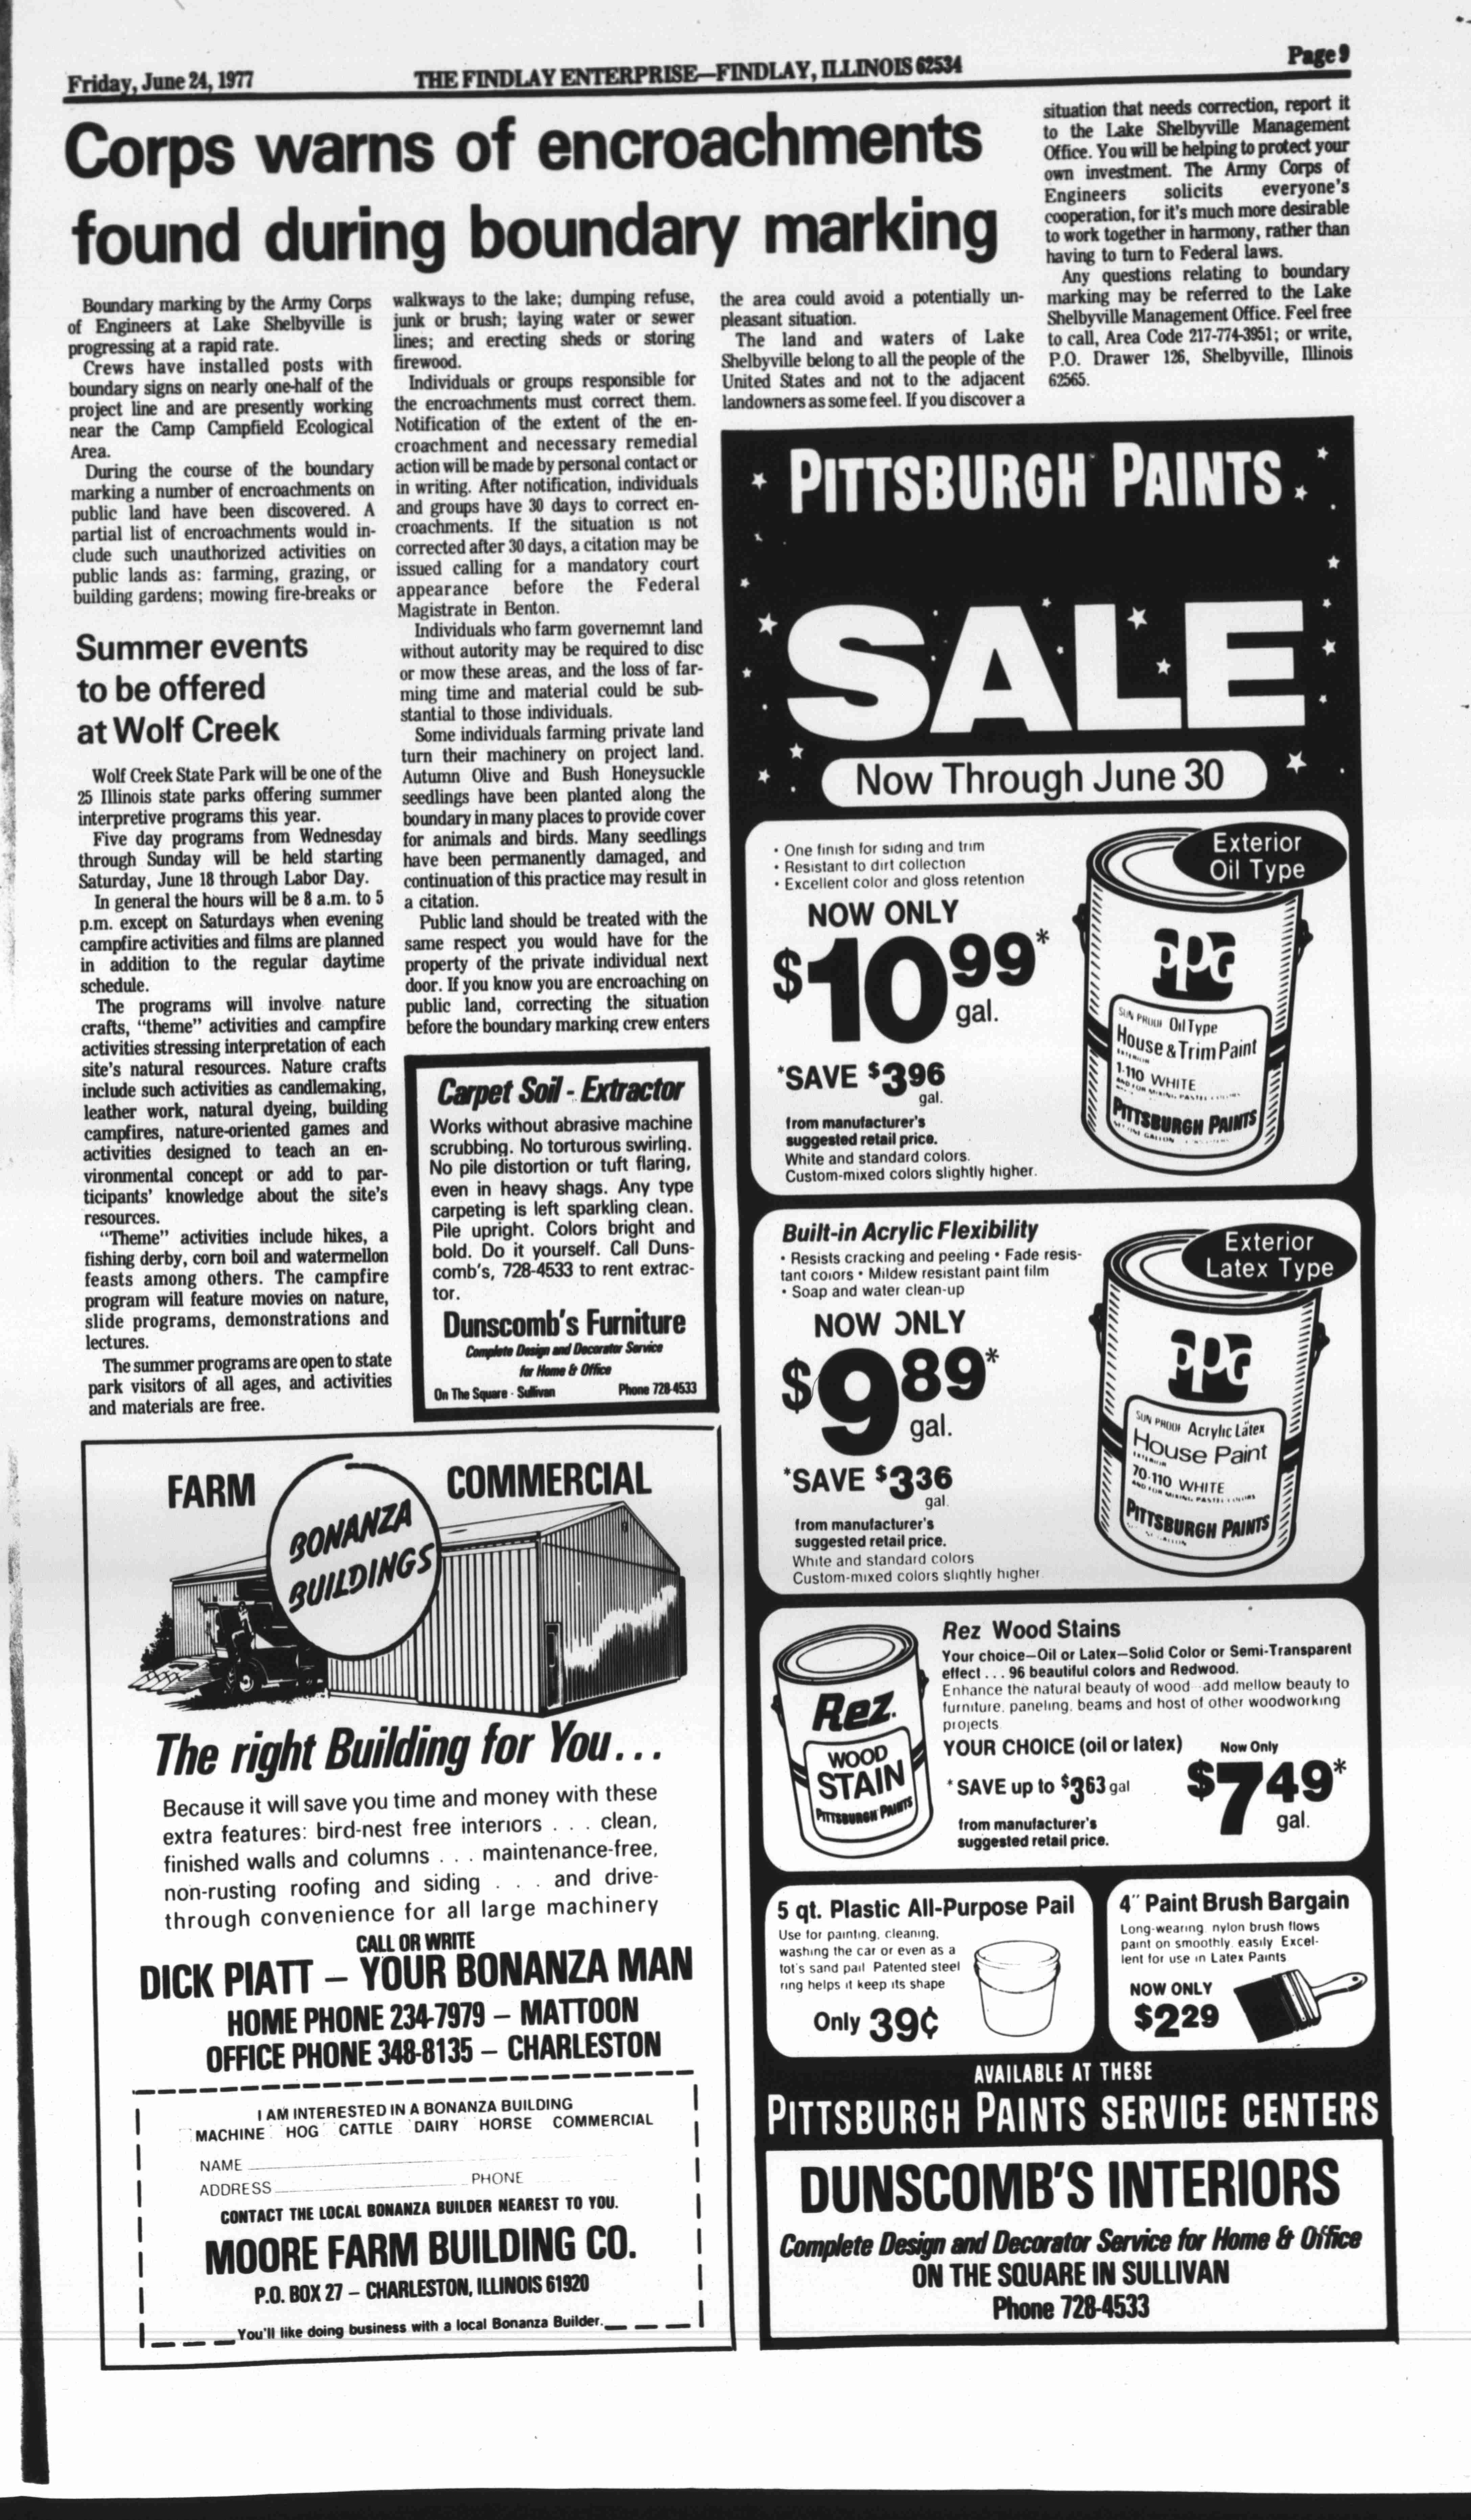 Friday, June 24, 1977
THE FINDLAY ENTERPRISE—FINDLAY, ILLINOIS 62534
Page 9
Corps warns of encroachments
found during boundary marking
Boundary marking by the Army Corps
of Engineers at Lake Shelbyville is
progressing at a rapid rate.
Crews have installed posts with
boundary signs on nearly one-half of the
project line and are presently working
near the Camp Campfield Ecological
Area.
During the course of the boundary
marking a number of encroachments on
public land have been discovered. A
partial list of encroachments would in-
clude such unauthorized activities on
public lands as: farming, grazing, or
building gardens; mowing fire-breaks or
walkways to the lake; dumping refuse,
junk or brush; laying water or sewer
lines; and erecting sheds or storing
firewood.
Individuals or groups responsible for
the encroachments must correct them.
Notification of the extent of the en-
croachment and necessary remedial
action will be made by personal contact or
in writing. After notification, individuals
and groups have 30 days to correct en-
croachments. If the situation is not
corrected after 30 days, a citation may be
issued calling for a mandatory court
appearance before the Federal
Magistrate in Benton.
Individuals who farm governemnt land
without autority may be required to disc
or mow these areas, and the loss of far-
ming time and material could be sub-
stantial to those individuals.
Some individuals farming private land
turn their machinery on project land.
Autumn Olive and Bush Honeysuckle
seedlings have been planted along the
boundary in many places to provide cover
for animals and birds. Many seedlings
have been permanently damaged, and
continuation of this practice may result in
a citation.
Public land should be treated with the
same respect you would have for the
property of the private individual next
door. If you know you are encroaching on
public land, correcting the situation
before the boundary marking crew enters
the area could avoid a potentially un-
pleasant situation.
The land and waters of Lake
Shelbyville belong to all the people of the
United States and not to the adjacent
landowners as some feel. If you discover a
situation that needs correction, report it
to the Lake Shelbyville Management
Office. You will be helping to protect your
own investment. The Army Corps of
Engineers solicits everyone's
cooperation, for it's much more desirable
to work together in harmony, rather than
having to turn to Federal laws.
Any questions relating to boundary
marking may be referred to the Lake
Shelbyville Management Office. Feel free
to call, Area Code 217-774-3951; or write,
P.O. Drawer 126, Shelbyville, Illinois
62565.
Summer events
to be offered
at Wolf Creek
Wolf Creek State Park will be one of the
25 Illinois state parks offering summer
interpretive programs this year.
Five day programs from Wednesday
through Sunday will be held starting
Saturday, June 18 through Labor Day.
In general the hours will be 8 a.m. to 5
p.m. except on Saturdays when evening
campfire activities and films are planned
in addition to the regular daytime
schedule.
The programs will involve nature
crafts, "theme" activities and campfire
activities stressing interpretation of each
site's natural resources. Nature crafts
include such activities as candlemaking,
leather work, natural dyeing, building
campfires, nature-oriented games and
activities designed to teach an en-
vironmental concept or add to par-
ticipants' knowledge about the site's
resources.
"Theme" activities include hikes, a
fishing derby, corn boil and watermellon
feasts among others. The campfire
program will feature movies on nature,
slide programs, demonstrations and
lectures.
The summer programs are open to state
park visitors of all ages, and activities
and materials are free.
Carpet Soil - Extractor
Works without abrasive machine
scrubbing. No torturous swirling.
No pile distortion or tuft flaring,
even in heavy shags. Any type
carpeting is left sparkling clean.
Pile upright. Colors bright and
bold. Do it yourself. Call Duns-
comb's, 728-4533 to rent extrac-
tor.
Dunscomb's Furniture
Complete Design and Decorator Service
for Home & Office
On The Square - Sullivan Phone 728-4533
FARM COMMERCIAL
BONANZA
BUILDINGS
The right Building for You...
Because it will save you time and money with these
extra features: bird-nest free interiors . . . clean,
finished walls and columns . . . maintenance-free,
non-rusting roofing and siding . . . and drive-
through convenience for all large machinery
CALL OR WRITE
DICK PIATT – YOUR BONANZA MAN
HOME PHONE 234-7979 – MATTOON
OFFICE PHONE 348-8135 – CHARLESTON
I AM INTERESTED IN A BONANZA BUILDING
MACHINE HOG CATTLE DAIRY HORSE COMMERCIAL
NAME
ADDRESS PHONE
CONTACT THE LOCAL BONANZA BUILDER NEAREST TO YOU.
MOORE FARM BUILDING CO.
P.O. BOX 27 – CHARLESTON, ILLINOIS 61920
You'll like doing business with a local Bonanza Builder.
PITTSBURGH PAINTS
SALE
Now Through June 30
• One finish for siding and trim
• Resistant to dirt collection
• Excellent color and gloss retention
NOW ONLY
$10 99*
gal.
*SAVE $3 96
gal.
from manufacturer's
suggested retail price.
White and standard colors.
Custom-mixed colors slightly higher.
Exterior
Oil Type
PPG
SUN PROOF Oil Type
House & Trim Paint
EXTERIOR
1-110 WHITE
AND FOR MIXING PASTEL COLORS
PITTSBURGH PAINTS
Built-in Acrylic Flexibility
• Resists cracking and peeling • Fade resis-
tant colors • Mildew resistant paint film
• Soap and water clean-up
NOW ONLY
$9 89*
gal.
*SAVE $3 36
gal.
from manufacturer's
suggested retail price.
White and standard colors
Custom-mixed colors slightly higher
Exterior
Latex Type
PPG
SUN PROOF Acrylic Latex
House Paint
EXTERIOR
70-110 WHITE
AND FOR MIXING PASTEL COLORS
PITTSBURGH PAINTS
Rez.
WOOD
STAIN
PITTSBURGH PAINTS
Rez Wood Stains
Your choice—Oil or Latex—Solid Color or Semi-Transparent
effect . . . 96 beautiful colors and Redwood.
Enhance the natural beauty of wood add mellow beauty to
furniture, paneling, beams and host of other woodworking
projects
YOUR CHOICE (oil or latex) Now Only
*SAVE up to $3 63 gal $7 49*
gal.
from manufacturer's
suggested retail price.
5 qt. Plastic All-Purpose Pail
Use for painting, cleaning,
washing the car or even as a
tot's sand pail Patented steel
ring helps it keep its shape
Only 39¢
4" Paint Brush Bargain
Long-wearing nylon brush flows
paint on smoothly easily Excel-
lent for use in Latex Paints
NOW ONLY
$2 29
AVAILABLE AT THESE
PITTSBURGH PAINTS SERVICE CENTERS
DUNSCOMB'S INTERIORS
Complete Design and Decorator Service for Home & Office
ON THE SQUARE IN SULLIVAN
Phone 728-4533